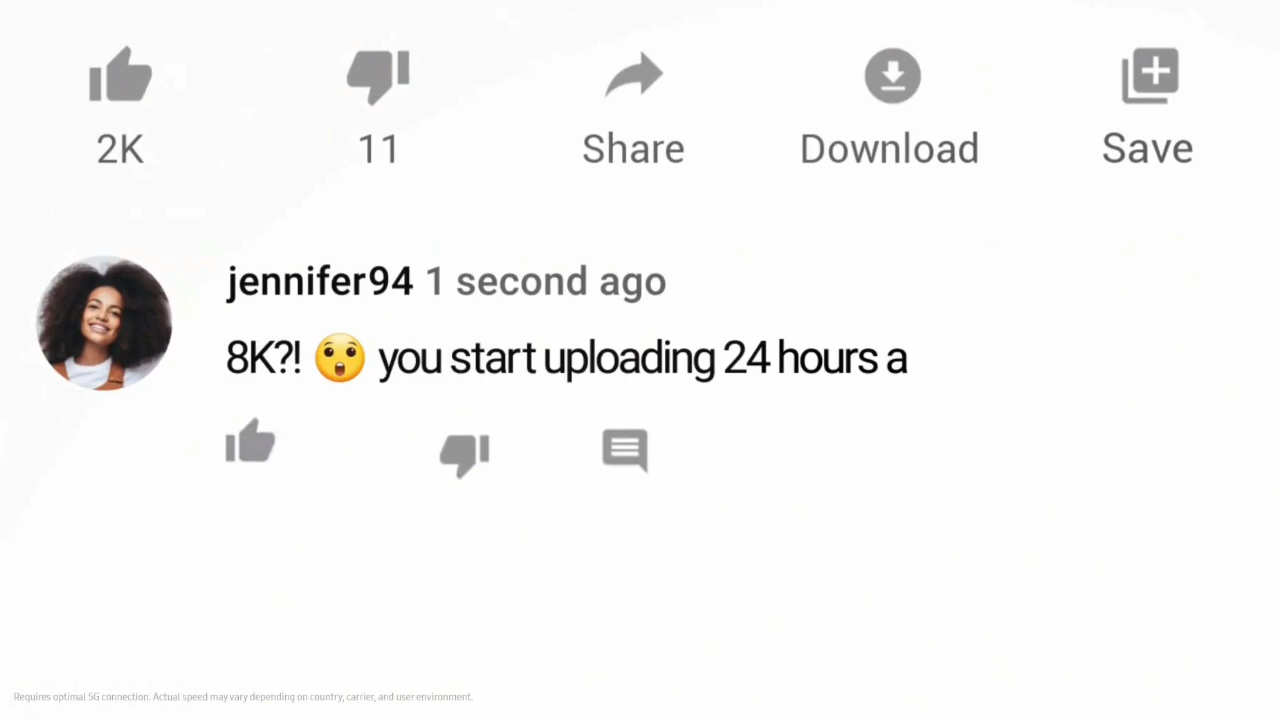 2K 11 Share Download Save
jennifer94 1 second ago
8K?! 😲 you start uploading 24 hours a
Requires optimal 5G connection. Actual speed may vary depending on country, carrier, and user environment.